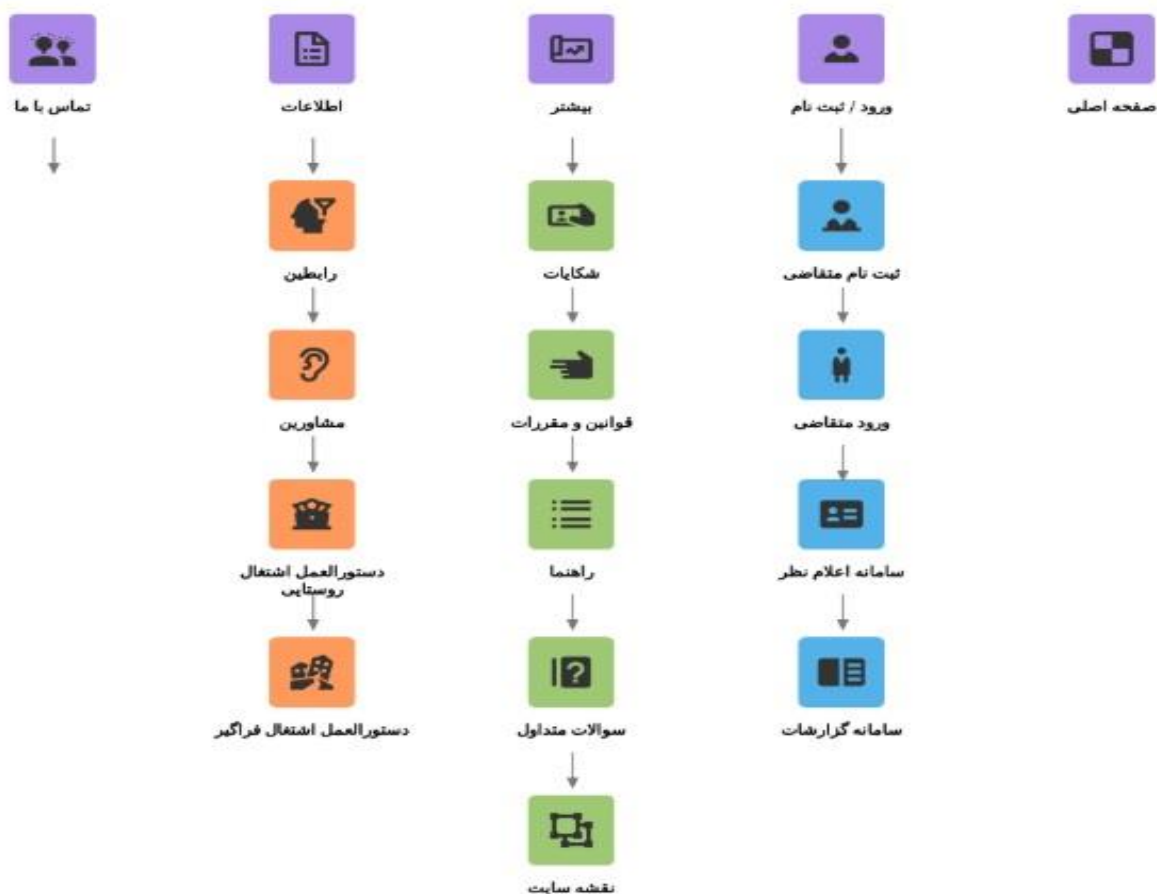 صفحه اصلی
ورود / ثبت نام
بیشتر
اطلاعات
تماس با ما
ثبت نام متقاضی
شکایات
رابطین
ورود متقاضی
قوانین و مقررات
مشاورین
سامانه اعلام نظر
راهنما
دستورالعمل اشتغال
روستایی
سامانه گزارشات
سوالات متداول
دستورالعمل اشتغال فراگیر
نقشه سایت